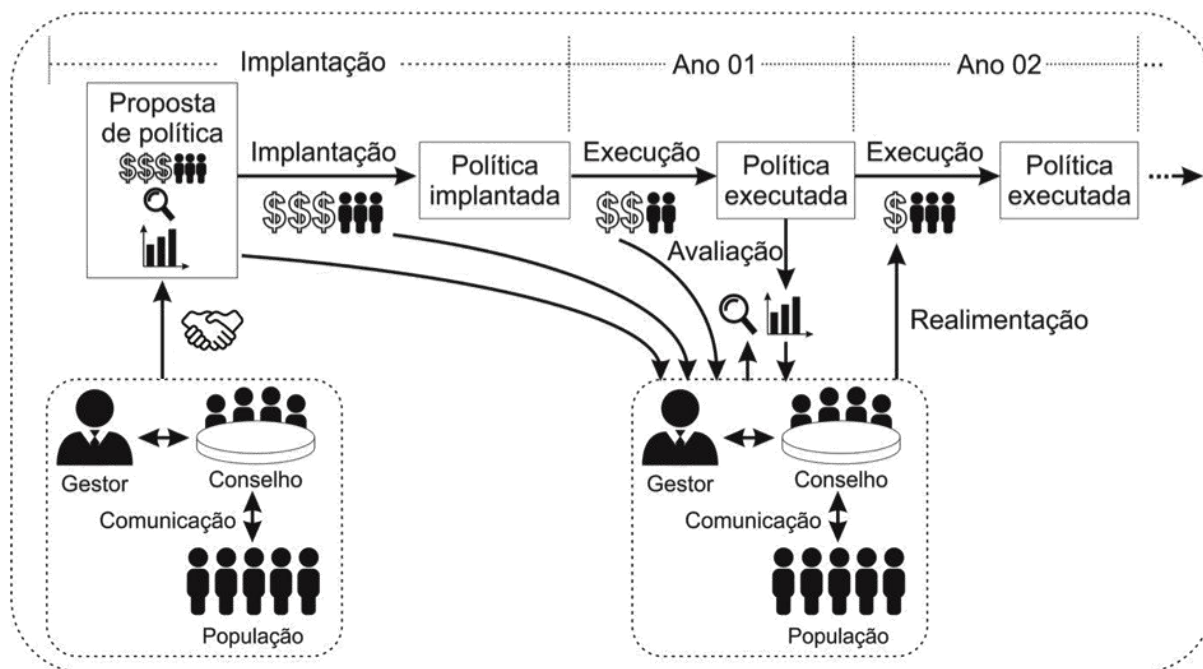 Implantação
Ano 01
Ano 02
...
Proposta
de política
$$$
Implantação
$$$
Política
implantada
Execução
$$
Política
executada
Execução
$
Política
executada
Avaliação
Realimentação
Gestor
Conselho
Comunicação
População
Gestor
Conselho
Comunicação
População